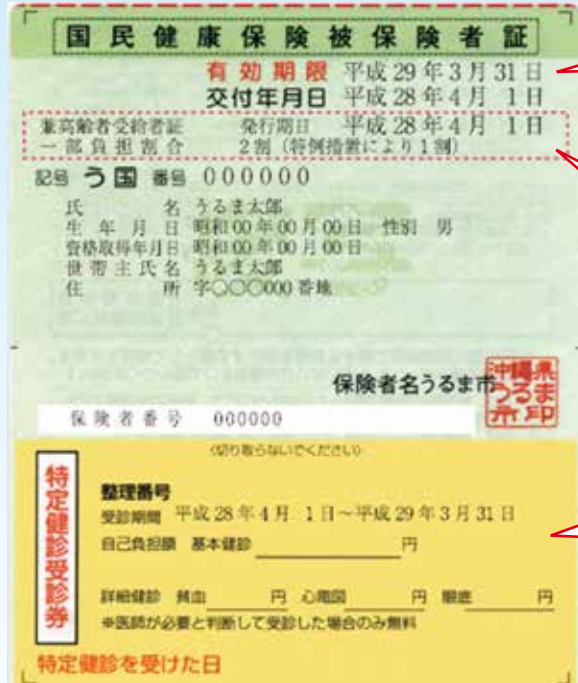 国民健康保険被保険者証
有効期限 平成29年3月31日
交付年月日 平成28年4月1日
兼高齢者受給者証 発行期日 平成28年4月1日
一部負担割合 2割(特例措置により1割)
記号 う国 番号 000000
氏名 うるま太郎
生年月日 昭和00年00月00日 性別 男
資格取得年月日 昭和00年00月00日
世帯主氏名 うるま太郎
住所 字〇〇〇000番地
保険者名うるま市
沖縄県うるま市印
保険者番号 000000
(切り取らないでください)
特定健診受診券
整理番号
受診期間 平成28年4月1日~平成29年3月31日
自己負担額 基本健診 円
詳細健診 貧血 円 心電図 円 眼底 円
※医師が必要と判断して受診した場合のみ無料
特定健診を受けた日